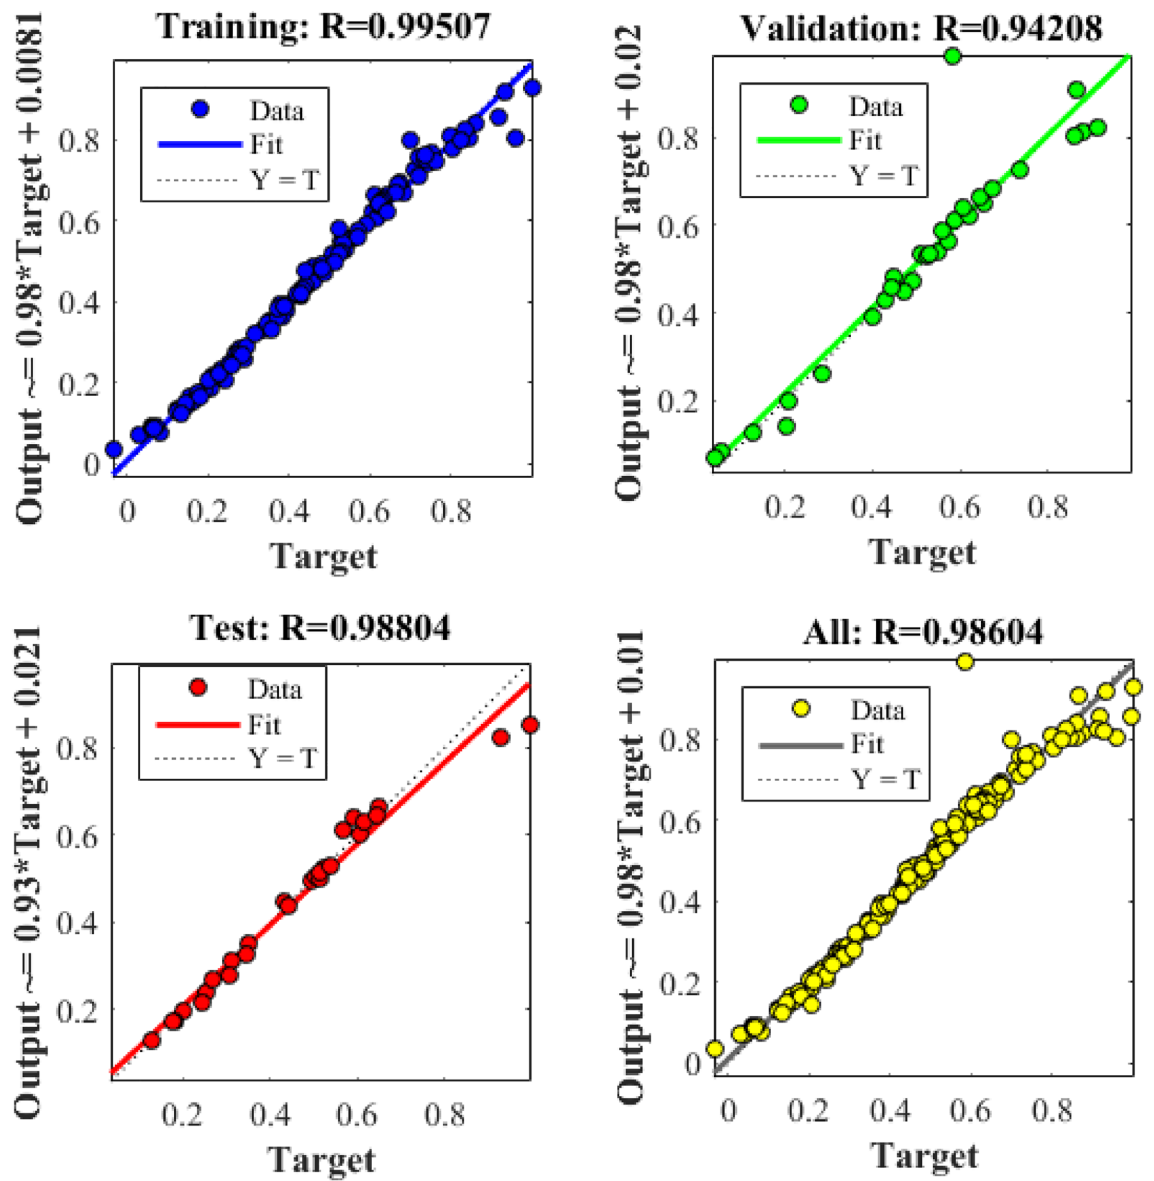 Training: R=0.99507
Output ~= 0.98*Target + 0.0081
Data
Fit
Y = T
0.8
0.6
0.4
0.2
0
0 0.2 0.4 0.6 0.8
Target
Validation: R=0.94208
Output ~= 0.98*Target + 0.02
Data
Fit
Y = T
0.8
0.6
0.4
0.2
0.2 0.4 0.6 0.8
Target
Test: R=0.98804
Output ~= 0.93*Target + 0.021
Data
Fit
Y = T
0.8
0.6
0.4
0.2
0.2 0.4 0.6 0.8
Target
All: R=0.98604
Output ~= 0.98*Target + 0.01
Data
Fit
Y = T
0.8
0.6
0.4
0.2
0
0 0.2 0.4 0.6 0.8
Target